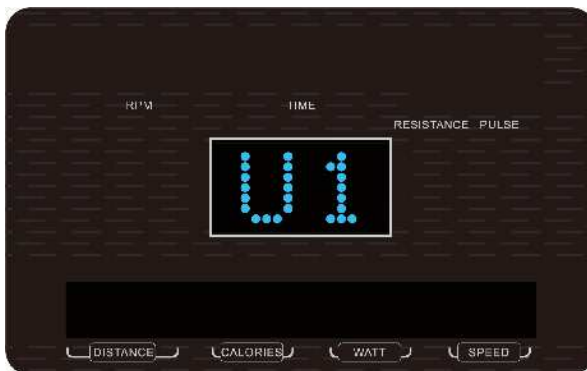 RPM TIME
RESISTANCE PULSE
U1
DISTANCE CALORIES WATT SPEED